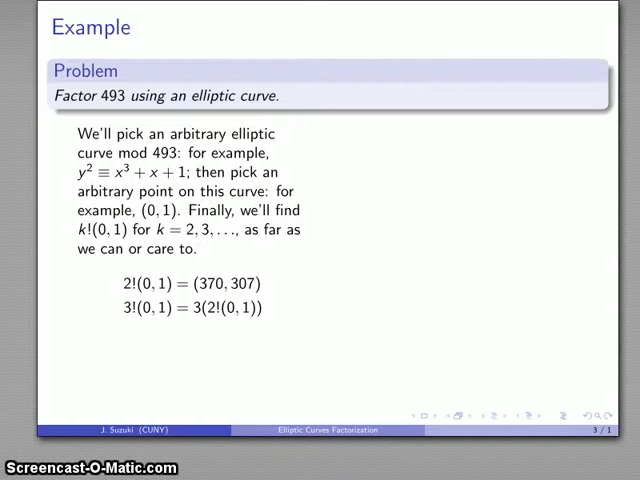 Example
Problem
Factor 493 using an elliptic curve.
We'll pick an arbitrary elliptic
curve mod 493: for example,
y² ≡ x³ + x + 1; then pick an
arbitrary point on this curve: for
example, (0, 1). Finally, we'll find
k!(0, 1) for k = 2, 3, . . ., as far as
we can or care to.
2!(0, 1) = (370, 307)
3!(0, 1) = 3(2!(0, 1))
J. Suzuki (CUNY) Elliptic Curves Factorization 3 / 1
Screencast-O-Matic.com